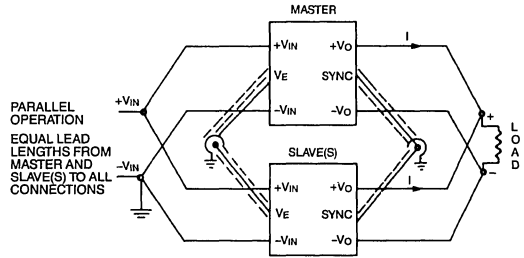 MASTER
I
+VIN
+VO
VE
SYNC
-VIN
-VO
PARALLEL
OPERATION
+VIN
EQUAL LEAD
LENGTHS FROM
MASTER AND
SLAVE(S) TO ALL
CONNECTIONS
-VIN
+
-
LOAD
SLAVE(S)
I
+VIN
+VO
VE
SYNC
-VIN
-VO